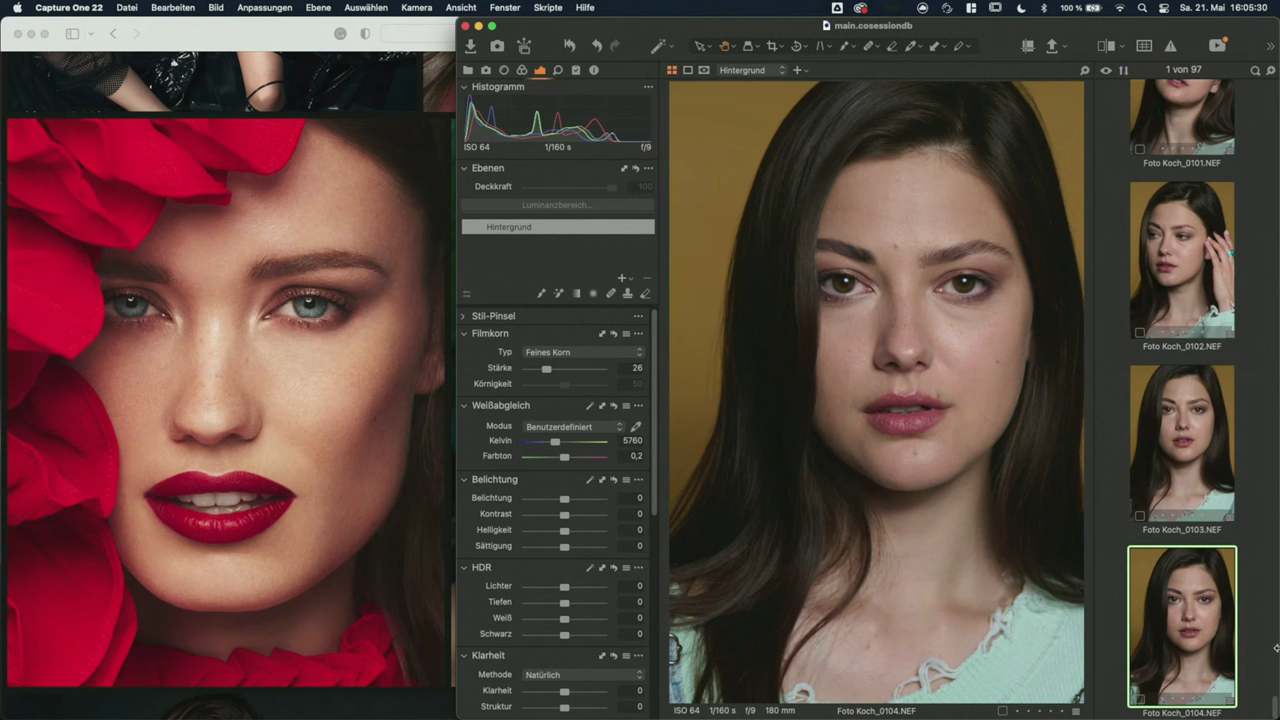 Capture One 22 Datei Bearbeiten Bild Anpassungen Ebene Auswählen Kamera Ansicht Fenster Skripte Hilfe 100 % Sa. 21. Mai 16:05:30
main.cosessiondb
Hintergrund
1 von 97
Histogramm
ISO 64 1/160 s f/9
Ebenen
Deckkraft 100
Luminanzbereich...
Hintergrund
Stil-Pinsel
Filmkorn
Typ Feines Korn
Stärke 26
Körnigkeit 50
Weißabgleich
Modus Benutzerdefiniert
Kelvin 5760
Farbton 0,2
Belichtung
Belichtung 0
Kontrast 0
Helligkeit 0
Sättigung 0
HDR
Lichter 0
Tiefen 0
Weiß 0
Schwarz 0
Klarheit
Methode Natürlich
Klarheit 0
Struktur 0
ISO 64 1/160 s f/9 180 mm Foto Koch_0104.NEF
Foto Koch_0101.NEF
Foto Koch_0102.NEF
Foto Koch_0103.NEF
Foto Koch_0104.NEF